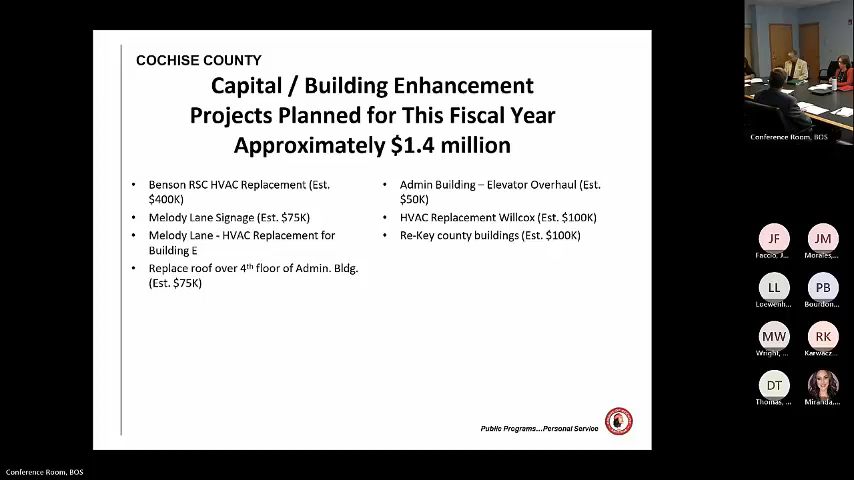 COCHISE COUNTY
Capital / Building Enhancement
Projects Planned for This Fiscal Year
Approximately $1.4 million
• Benson RSC HVAC Replacement (Est.
$400K)
• Melody Lane Signage (Est. $75K)
• Melody Lane - HVAC Replacement for
Building E
• Replace roof over 4th floor of Admin. Bldg.
(Est. $75K)
• Admin Building – Elevator Overhaul (Est.
$50K)
• HVAC Replacement Willcox (Est. $100K)
• Re-Key county buildings (Est. $100K)
Public Programs...Personal Service
Conference Room, BOS
JF
Faccio, J...
JM
Morales,...
LL
Loewenh...
PB
Bourdon...
MW
Wright, ...
RK
Karwacz...
DT
Thomas, ...
Miranda,...
Conference Room, BOS